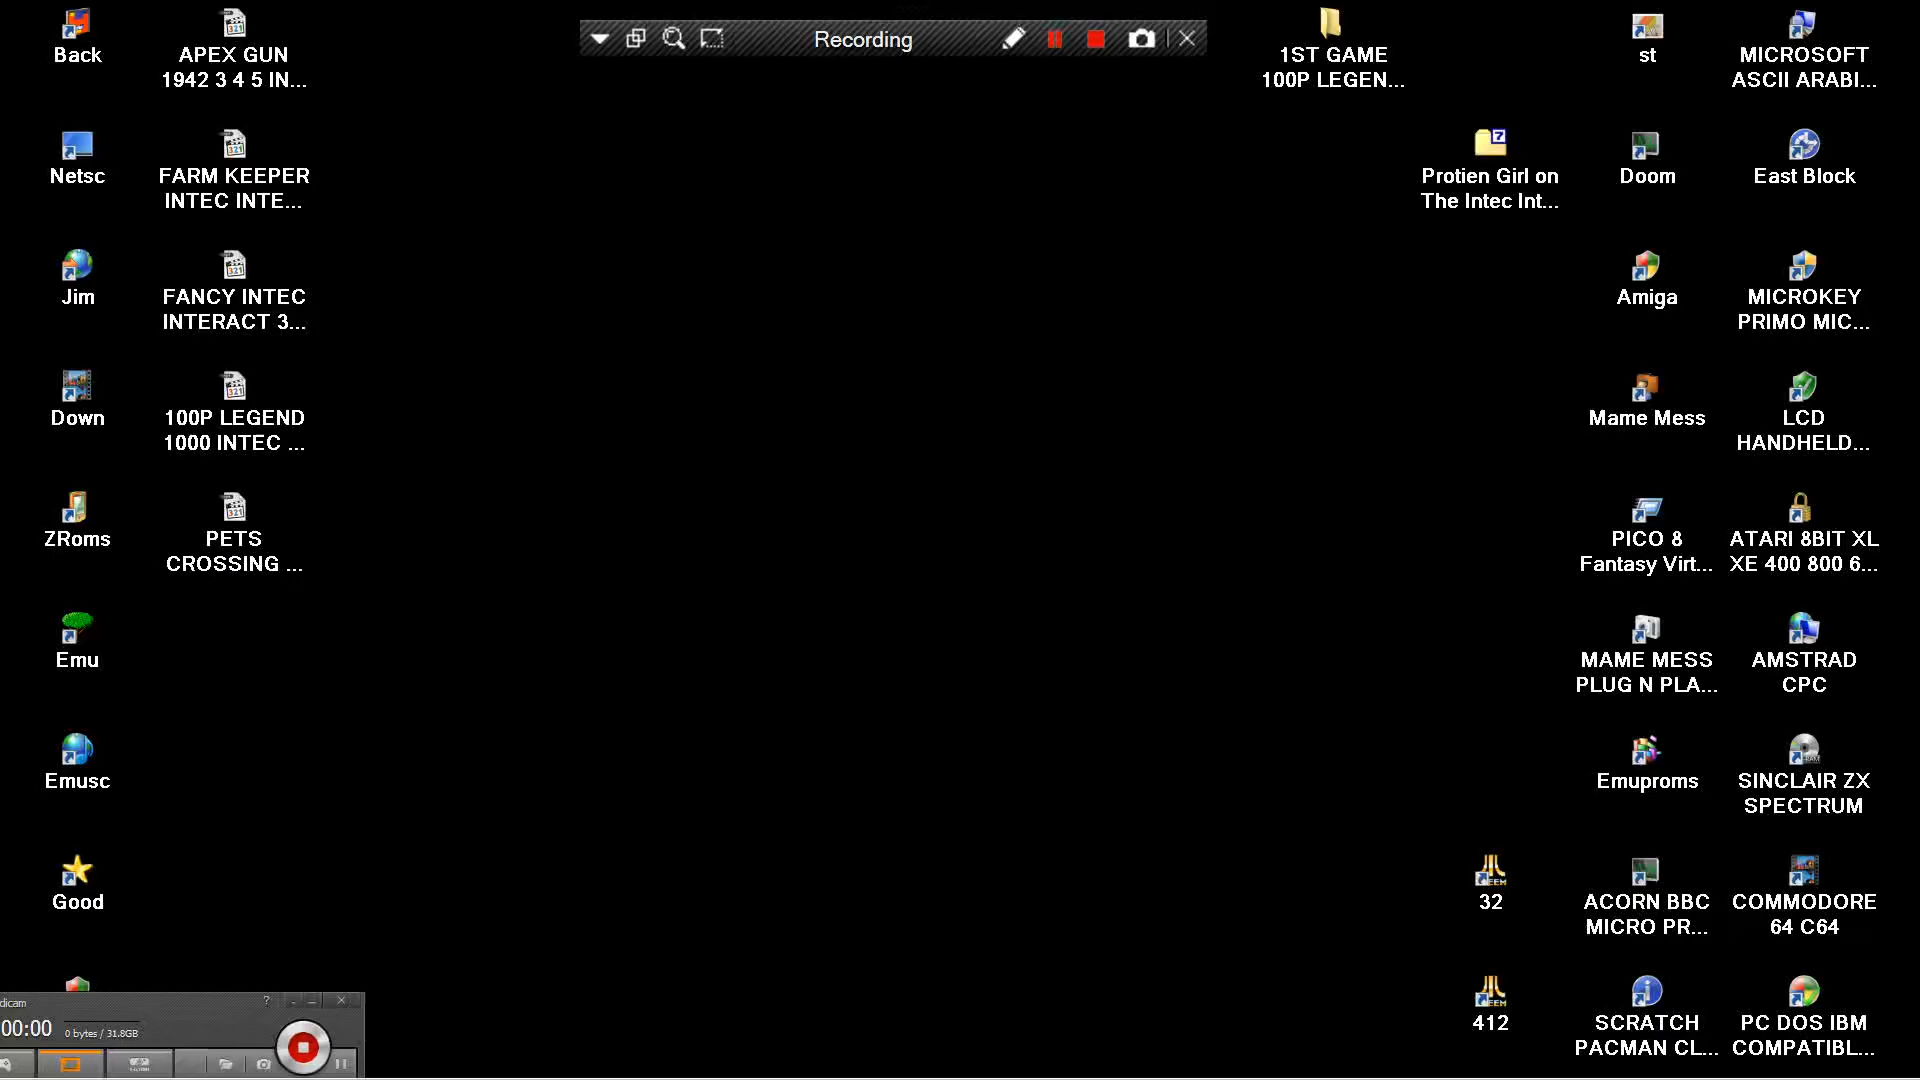 Back
APEX GUN
1942 3 4 5 IN...
Recording
1ST GAME
100P LEGEN...
st
MICROSOFT
ASCII ARABI...
Netsc
FARM KEEPER
INTEC INTE...
Protien Girl on
The Intec Int...
Doom
East Block
Jim
FANCY INTEC
INTERACT 3...
Amiga
MICROKEY
PRIMO MIC...
Down
100P LEGEND
1000 INTEC ...
Mame Mess
LCD
HANDHELD...
ZRoms
PETS
CROSSING ...
PICO 8
Fantasy Virt...
ATARI 8BIT XL
XE 400 800 6...
Emu
MAME MESS
PLUG N PLA...
AMSTRAD
CPC
Emusc
Emuproms
SINCLAIR ZX
SPECTRUM
Good
32
ACORN BBC
MICRO PR...
COMMODORE
64 C64
412
SCRATCH
PACMAN CL...
PC DOS IBM
COMPATIBL...
dicam
00:00
0 bytes / 31.8GB